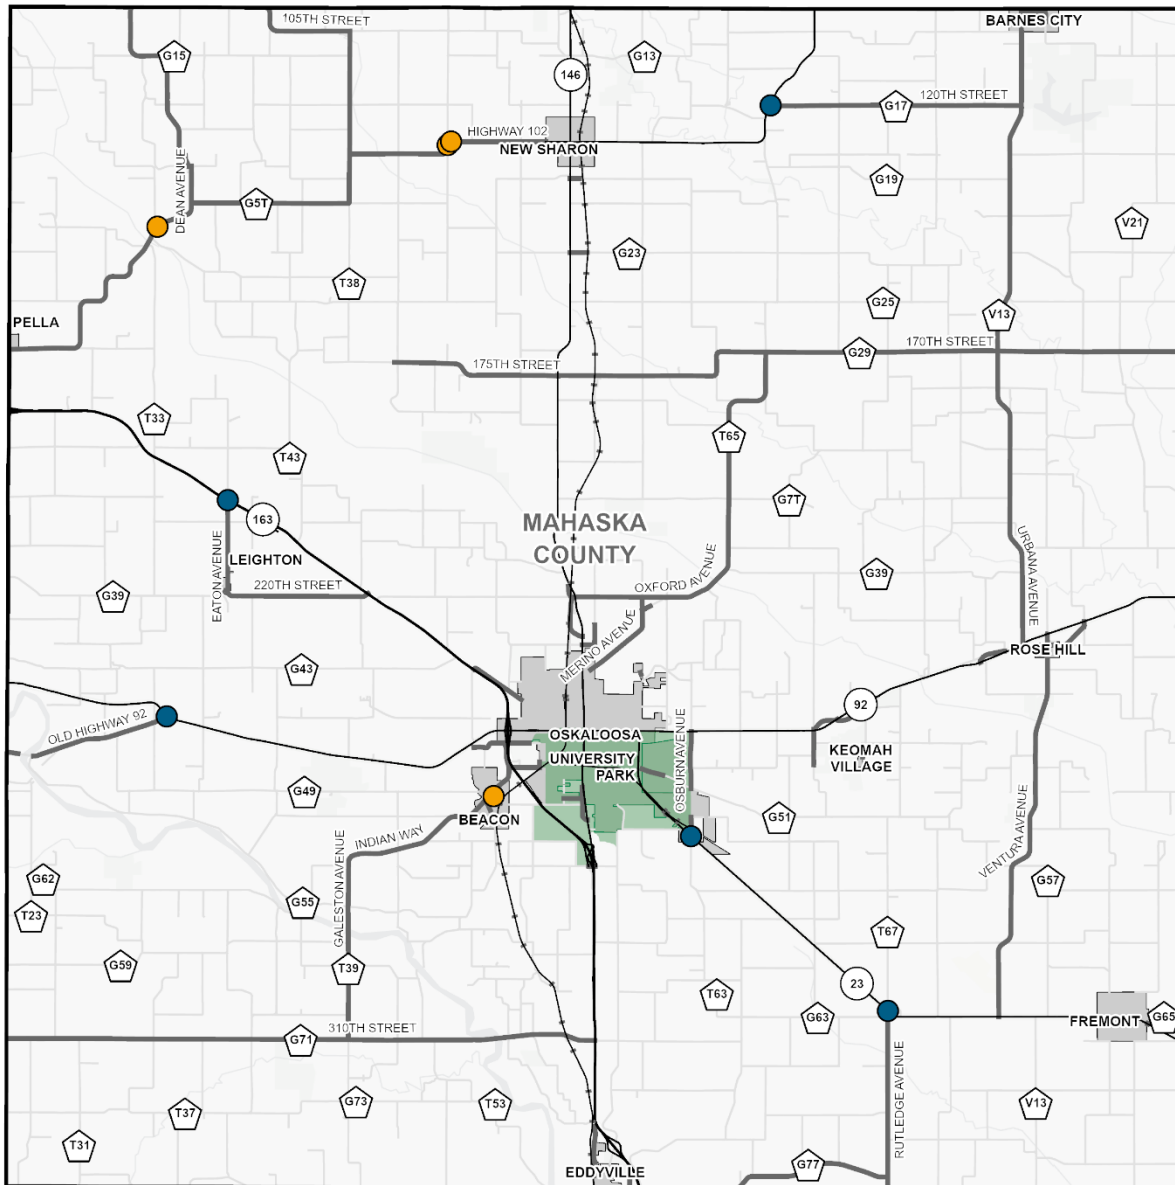 105TH STREET
BARNES CITY
G15
G13
146
120TH STREET
G17
HIGHWAY 102
NEW SHARON
DEAN AVENUE
G5T
G19
V21
G23
T38
G25
PELLA
V13
170TH STREET
G29
175TH STREET
T33
T65
T43
G7T
163
MAHASKA
COUNTY
LEIGHTON
EATON AVENUE
220TH STREET
OXFORD AVENUE
G39
G39
URBANA AVENUE
MERINO AVENUE
ROSE HILL
G43
92
OLD HIGHWAY 92
OSKALOOSA
UNIVERSITY
PARK
OSBURN AVENUE
KEOMAH
VILLAGE
G49
BEACON
G51
INDIAN WAY
VENTURA AVENUE
G62
G57
G55
GALESTON AVENUE
T23
T67
G59
T39
T63
23
G63
FREMONT
G65
310TH STREET
G71
RUTLEDGE AVENUE
G73
T53
V13
T37
T31
EDDYVILLE
G77